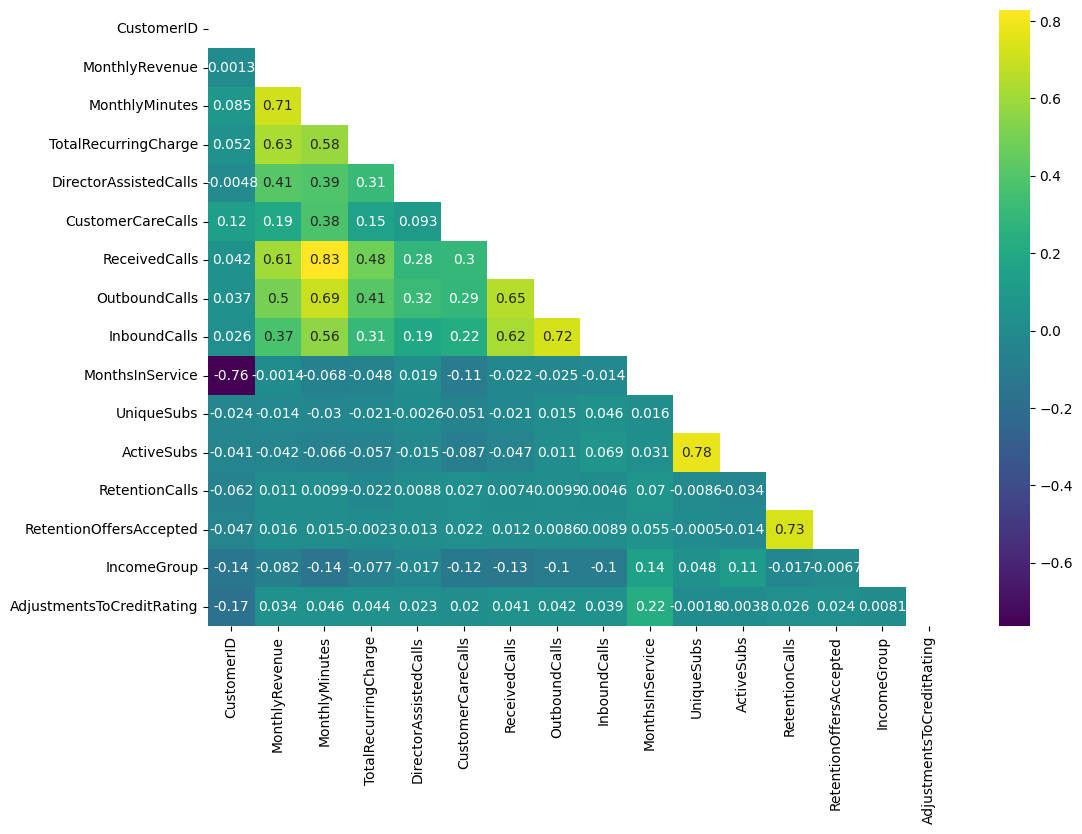 CustomerID
MonthlyRevenue 0.0013
MonthlyMinutes 0.085 0.71
TotalRecurringCharge 0.052 0.63 0.58
DirectorAssistedCalls -0.0048 0.41 0.39 0.31
CustomerCareCalls 0.12 0.19 0.38 0.15 0.093
ReceivedCalls 0.042 0.61 0.83 0.48 0.28 0.3
OutboundCalls 0.037 0.5 0.69 0.41 0.32 0.29 0.65
InboundCalls 0.026 0.37 0.56 0.31 0.19 0.22 0.62 0.72
MonthsInService -0.76 -0.0014 -0.068 -0.048 0.019 -0.11 -0.022 -0.025 -0.014
UniqueSubs -0.024 -0.014 -0.03 -0.021 -0.0026 -0.051 -0.021 0.015 0.046 0.016
ActiveSubs -0.041 -0.042 -0.066 -0.057 -0.015 -0.087 -0.047 0.011 0.069 0.031 0.78
RetentionCalls -0.062 0.011 0.0099 -0.022 0.0088 0.027 0.0074 0.0099 0.0046 0.07 -0.0086 -0.034
RetentionOffersAccepted -0.047 0.016 0.015 -0.0023 0.013 0.022 0.012 0.0086 0.0089 0.055 -0.0005 -0.014 0.73
IncomeGroup -0.14 -0.082 -0.14 -0.077 -0.017 -0.12 -0.13 -0.1 -0.1 0.14 0.048 0.11 -0.017 -0.0067
AdjustmentsToCreditRating -0.17 0.034 0.046 0.044 0.023 0.02 0.041 0.042 0.039 0.22 -0.0018 -0.0038 0.026 0.024 0.0081
CustomerID
MonthlyRevenue
MonthlyMinutes
TotalRecurringCharge
DirectorAssistedCalls
CustomerCareCalls
ReceivedCalls
OutboundCalls
InboundCalls
MonthsInService
UniqueSubs
ActiveSubs
RetentionCalls
RetentionOffersAccepted
IncomeGroup
AdjustmentsToCreditRating
0.8
0.6
0.4
0.2
0.0
−0.2
−0.4
−0.6